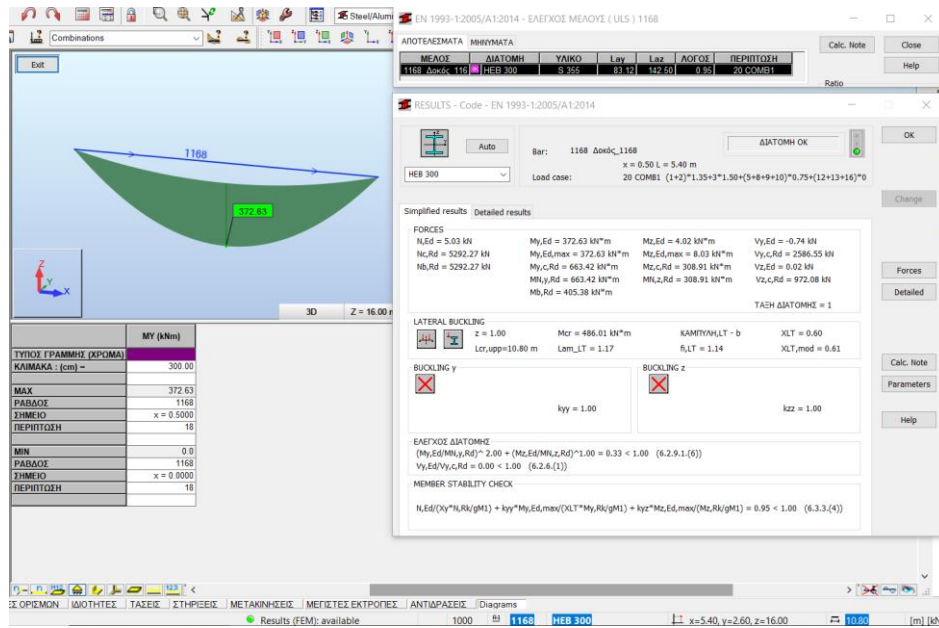 Steel/Alumi
Combinations
Exit
1168
372.63
Z
Y
X
3D Z = 16.00
MY (kNm)
ΤΥΠΟΣ ΓΡΑΜΜΗΣ (ΧΡΩΜΑ)
ΚΛΙΜΑΚΑ : (cm) = 300.00
MAX 372.63
ΡΑΒΔΟΣ 1168
ΣΗΜΕΙΟ x = 0.5000
ΠΕΡΙΠΤΩΣΗ 18
MIN 0.0
ΡΑΒΔΟΣ 1168
ΣΗΜΕΙΟ x = 0.0000
ΠΕΡΙΠΤΩΣΗ 18
EN 1993-1:2005/A1:2014 - ΕΛΕΓΧΟΣ ΜΕΛΟΥΣ ( ULS ) 1168
ΑΠΟΤΕΛΕΣΜΑΤΑ ΜΗΝΥΜΑΤΑ
Calc. Note Close
ΜΕΛΟΣ ΔΙΑΤΟΜΗ ΥΛΙΚΟ Lay Laz ΛΟΓΟΣ ΠΕΡΙΠΤΩΣΗ
1168 Δοκός_116 HEB 300 S 355 83.12 142.50 0.95 20 COMB1
Help
Ratio
RESULTS - Code - EN 1993-1:2005/A1:2014
Auto
HEB 300
Bar: 1168 Δοκός_1168
x = 0.50 L = 5.40 m
Load case: 20 COMB1 (1+2)*1.35+3*1.50+(5+8+9+10)*0.75+(12+13+16)*0
ΔΙΑΤΟΜΗ OK
OK
Change
Simplified results Detailed results
FORCES
N,Ed = 5.03 kN My,Ed = 372.63 kN*m Mz,Ed = 4.02 kN*m Vy,Ed = -0.74 kN
Nc,Rd = 5292.27 kN My,Ed,max = 372.63 kN*m Mz,Ed,max = 8.03 kN*m Vy,c,Rd = 2586.55 kN
Nb,Rd = 5292.27 kN My,c,Rd = 663.42 kN*m Mz,c,Rd = 308.91 kN*m Vz,Ed = 0.02 kN
MN,y,Rd = 663.42 kN*m MN,z,Rd = 308.91 kN*m Vz,c,Rd = 972.08 kN
Mb,Rd = 405.38 kN*m
ΤΑΞΗ ΔΙΑΤΟΜΗΣ = 1
Forces
Detailed
LATERAL BUCKLING
z = 1.00 Mcr = 486.01 kN*m ΚΑΜΠΥΛΗ,LT - b XLT = 0.60
Lcr,upp=10.80 m Lam_LT = 1.17 fi,LT = 1.14 XLT,mod = 0.61
BUCKLING y BUCKLING z
kyy = 1.00 kzz = 1.00
Calc. Note
Parameters
Help
ΕΛΕΓΧΟΣ ΔΙΑΤΟΜΗΣ
(My,Ed/MN,y,Rd)^ 2.00 + (Mz,Ed/MN,z,Rd)^1.00 = 0.33 < 1.00 (6.2.9.1.(6))
Vy,Ed/Vy,c,Rd = 0.00 < 1.00 (6.2.6.(1))
MEMBER STABILITY CHECK
N,Ed/(Xy*N,Rk/gM1) + kyy*My,Ed,max/(XLT*My,Rk/gM1) + kyz*Mz,Ed,max/(Mz,Rk/gM1) = 0.95 < 1.00 (6.3.3.(4))
ΟΡΙΣΜΩΝ ΙΔΙΟΤΗΤΕΣ ΤΑΣΕΙΣ ΣΤΗΡΙΞΕΙΣ ΜΕΤΑΚΙΝΗΣΕΙΣ ΜΕΓΙΣΤΕΣ ΕΚΤΡΟΠΕΣ ΑΝΤΙΔΡΑΣΕΙΣ Diagrams
Results (FEM): available 1000 1168 HEB 300 x=5.40, y=2.60, z=16.00 10.80 [m]